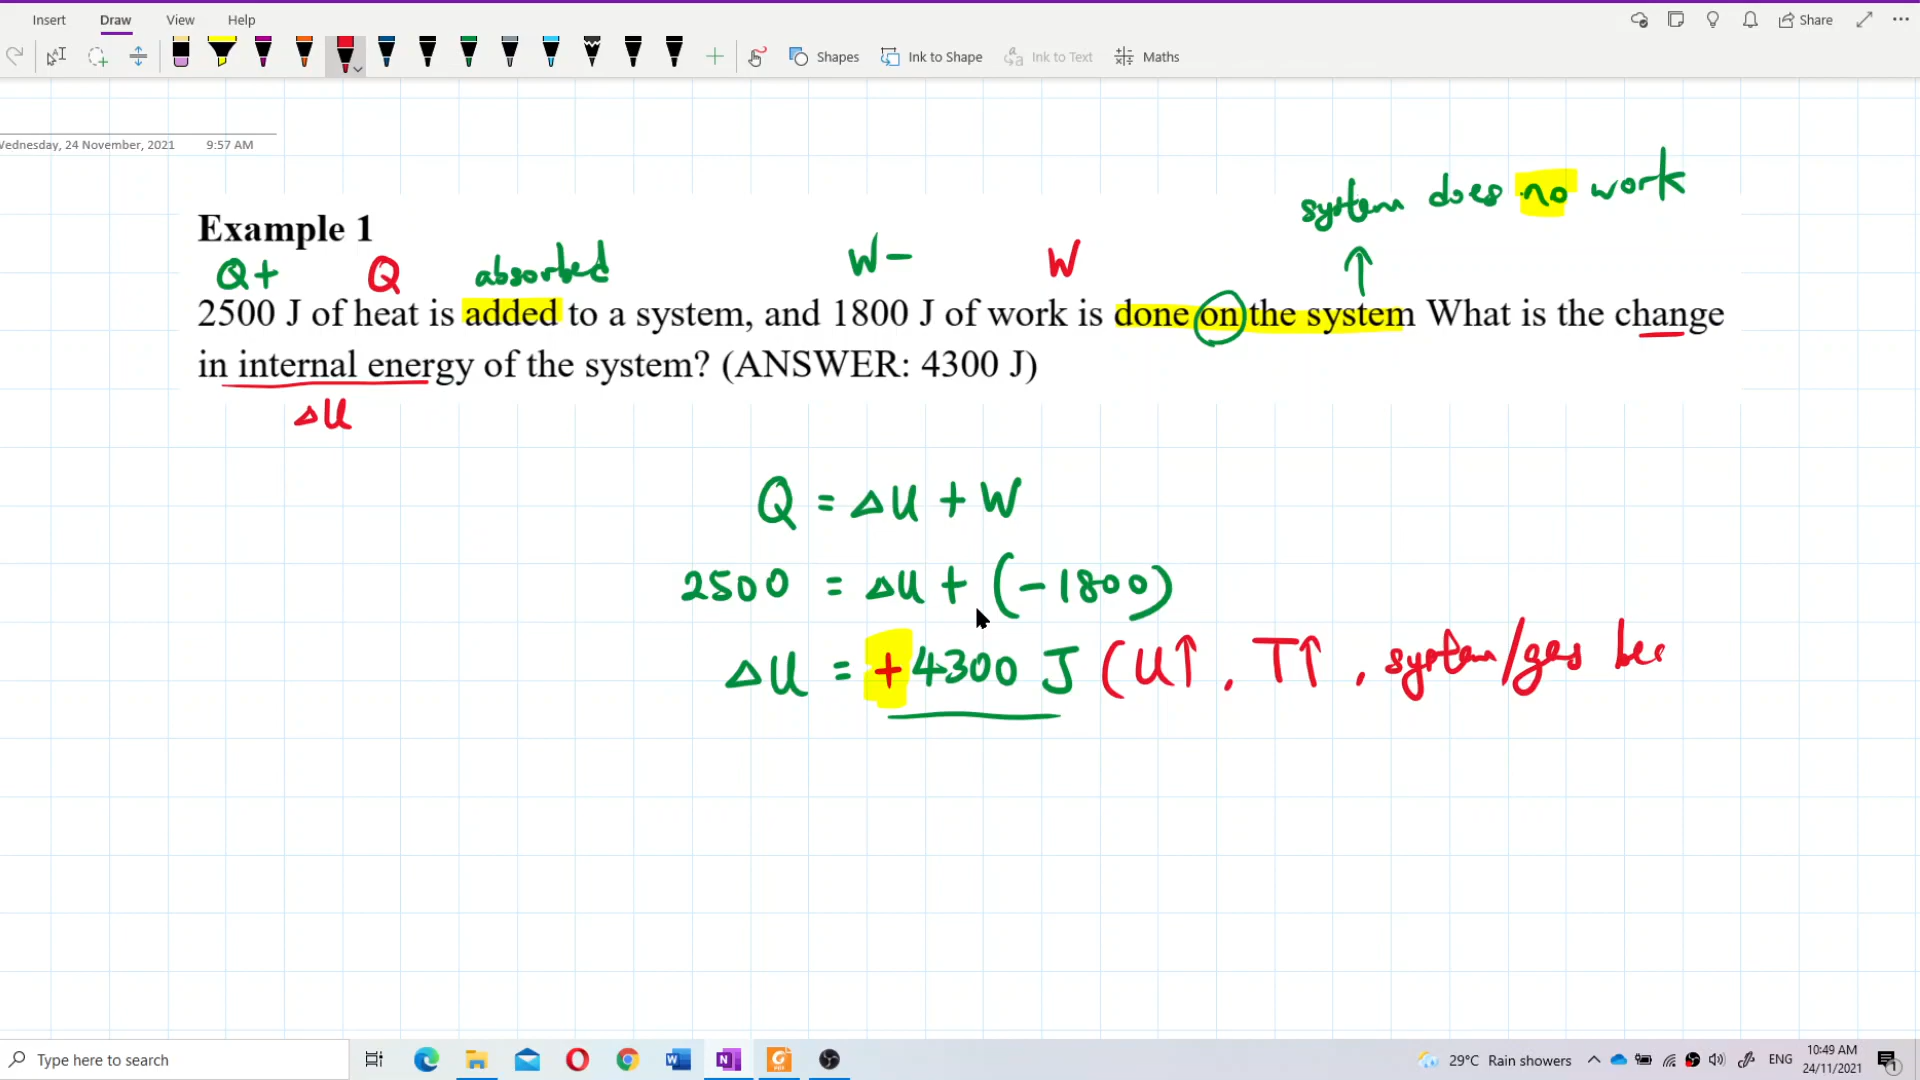 Insert Draw View Help Share
Shapes Ink to Shape Ink to Text Maths
Wednesday, 24 November, 2021 9:57 AM
system does no work
Example 1
Q+ Q absorbed W- W ↑
2500 J of heat is added to a system, and 1800 J of work is done on the system What is the change
in internal energy of the system? (ANSWER: 4300 J)
ΔU
Q = ΔU + W
2500 = ΔU + (-1800)
ΔU = +4300 J (U↑, T↑, system/gas bec
Type here to search
29°C Rain showers ENG 10:49 AM
24/11/2021 1